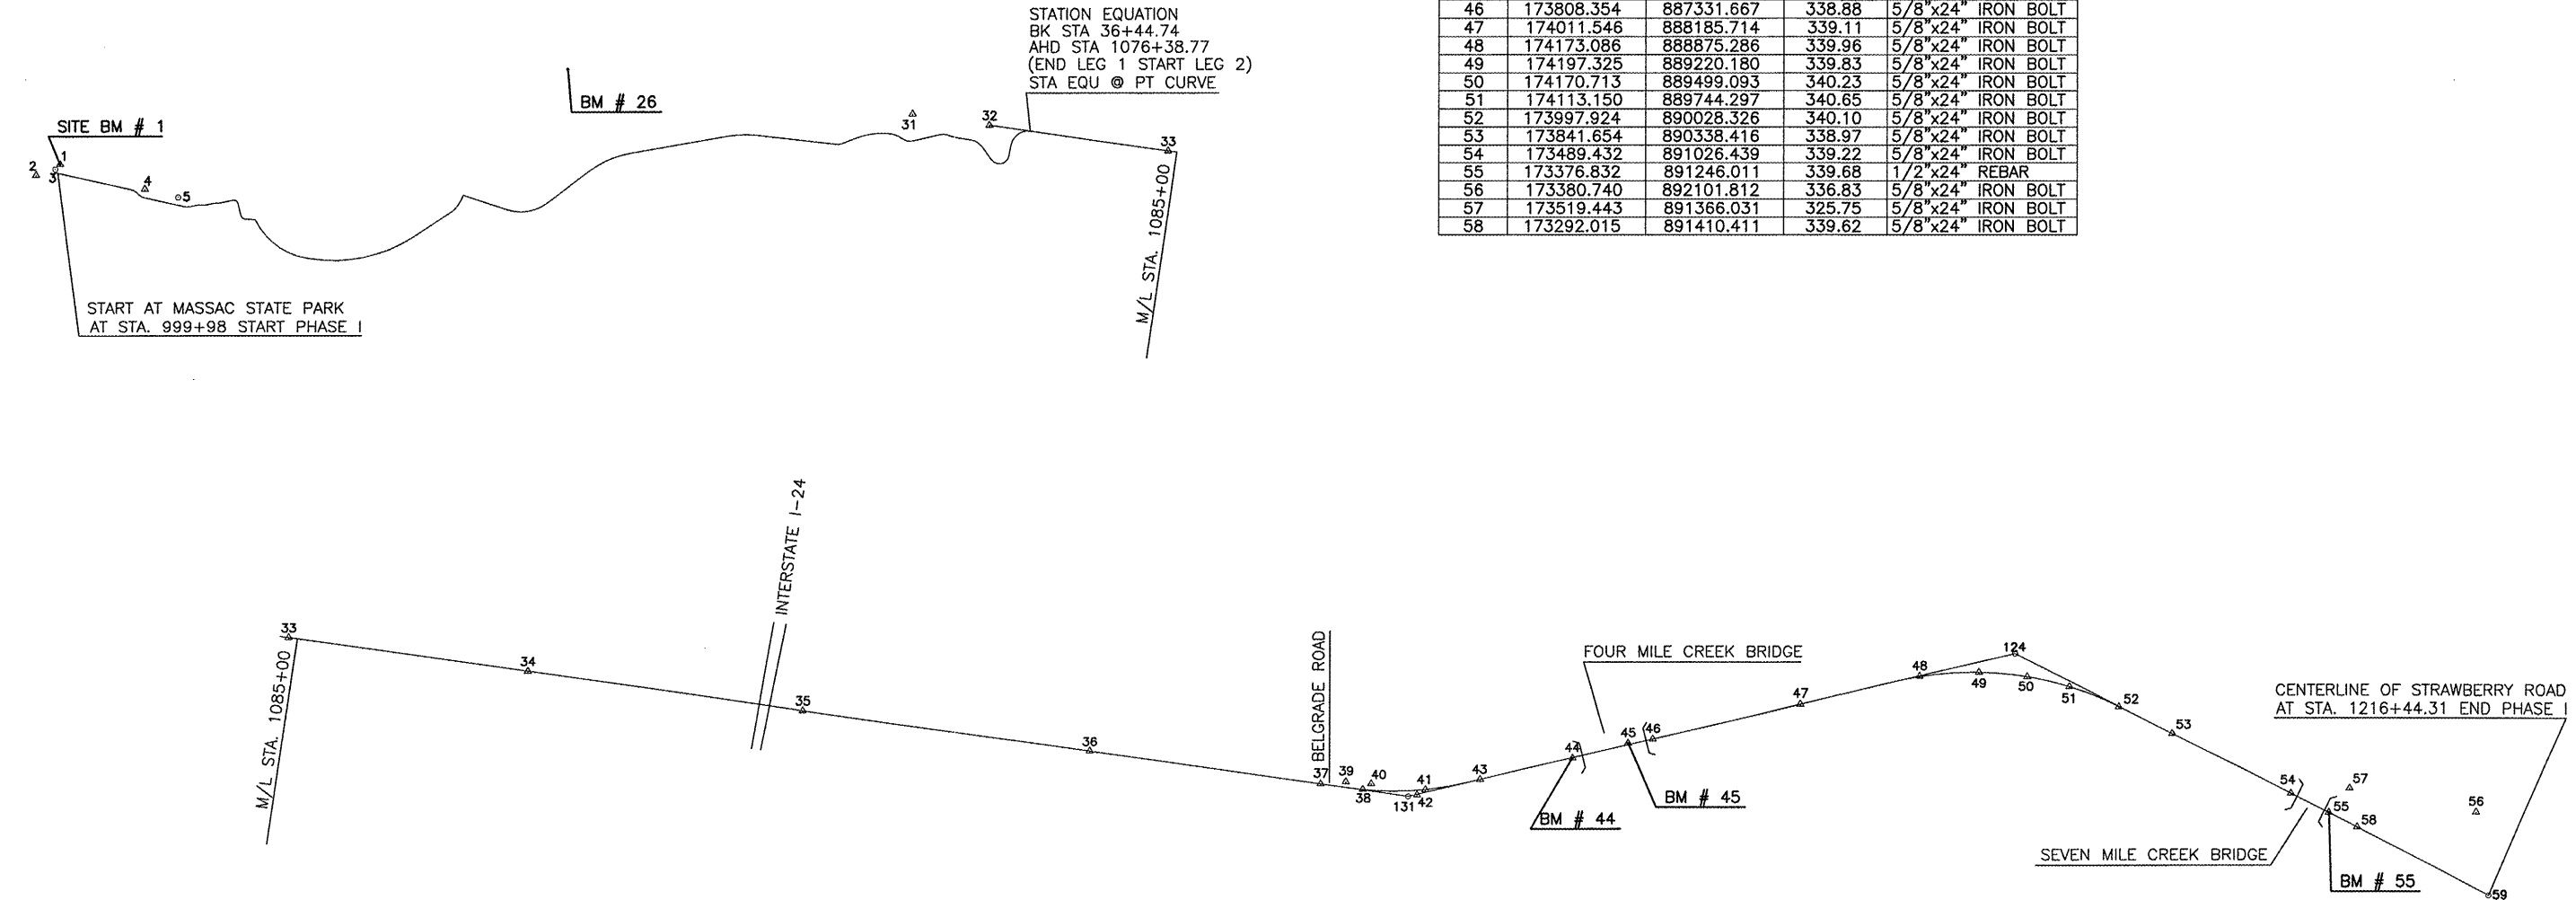 STATION EQUATION
BK STA 36+44.74
AHD STA 1076+38.77
(END LEG 1 START LEG 2)
STA EQU @ PT CURVE
BM # 26
SITE BM # 1
1
2
3
4
5
31
32
33
M/L STA. 1085+00
START AT MASSAC STATE PARK
AT STA. 999+98 START PHASE I
46 173808.354 887331.667 338.88 5/8"x24" IRON BOLT
47 174011.546 888185.714 339.11 5/8"x24" IRON BOLT
48 174173.086 888875.286 339.96 5/8"x24" IRON BOLT
49 174197.325 889220.180 339.83 5/8"x24" IRON BOLT
50 174170.713 889499.093 340.23 5/8"x24" IRON BOLT
51 174113.150 889744.297 340.65 5/8"x24" IRON BOLT
52 173997.924 890028.326 340.10 5/8"x24" IRON BOLT
53 173841.654 890338.416 338.97 5/8"x24" IRON BOLT
54 173489.432 891026.439 339.22 5/8"x24" IRON BOLT
55 173376.832 891246.011 339.68 1/2"x24" REBAR
56 173380.740 892101.812 336.83 5/8"x24" IRON BOLT
57 173519.443 891366.031 325.75 5/8"x24" IRON BOLT
58 173292.015 891410.411 339.62 5/8"x24" IRON BOLT
33
M/L STA. 1085+00
34
INTERSTATE I-24
35
36
BELGRADE ROAD
37
39
40
38
131
41
42
43
44
BM # 44
FOUR MILE CREEK BRIDGE
45
46
BM # 45
47
48
124
49
50
51
52
53
CENTERLINE OF STRAWBERRY ROAD
AT STA. 1216+44.31 END PHASE I
54
57
55
58
56
SEVEN MILE CREEK BRIDGE
BM # 55
59